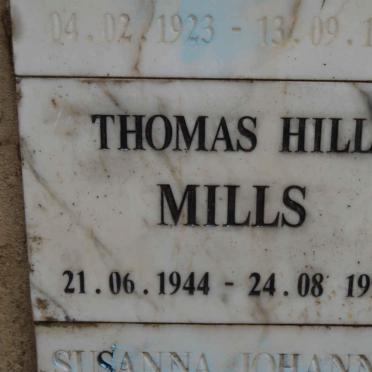 04.02.1923 - 13.09.1
THOMAS HILL
MILLS
21.06.1944 - 24.08 19
SUSANNA JOHANN